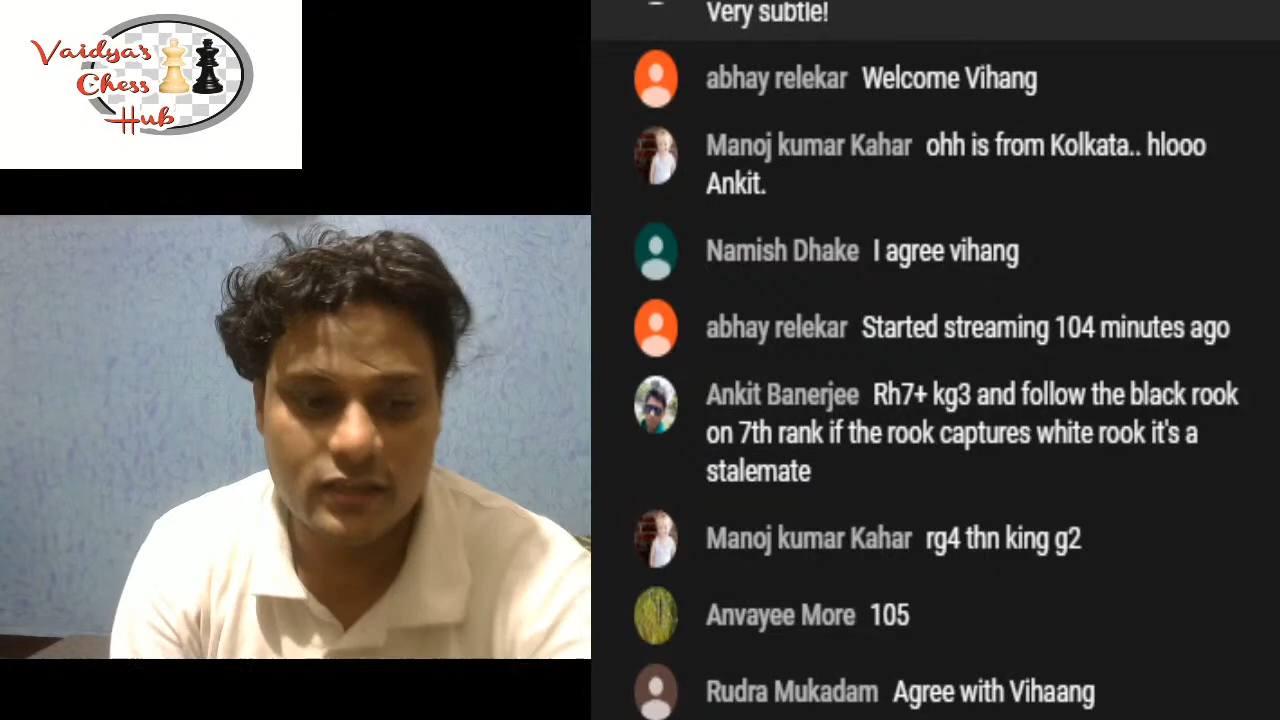 Vaidya's
Chess
Hub
Very subtle!
abhay relekar Welcome Vihang
Manoj kumar Kahar ohh is from Kolkata.. hlooo
Ankit.
Namish Dhake I agree vihang
abhay relekar Started streaming 104 minutes ago
Ankit Banerjee Rh7+ kg3 and follow the black rook
on 7th rank if the rook captures white rook it's a
stalemate
Manoj kumar Kahar rg4 thn king g2
Anvayee More 105
Rudra Mukadam Agree with Vihaang